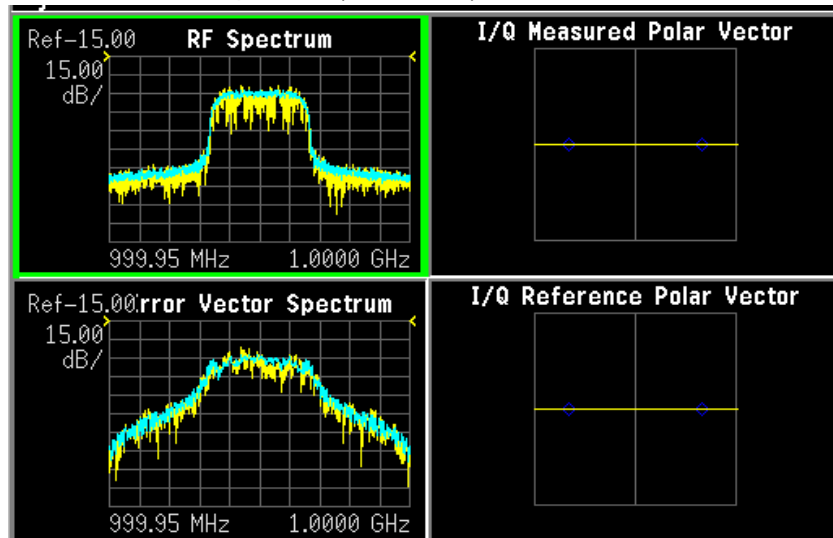 Ref-15.00 RF Spectrum
15.00
dB/
999.95 MHz 1.0000 GHz
I/Q Measured Polar Vector
Ref-15.00 rror Vector Spectrum
15.00
dB/
999.95 MHz 1.0000 GHz
I/Q Reference Polar Vector